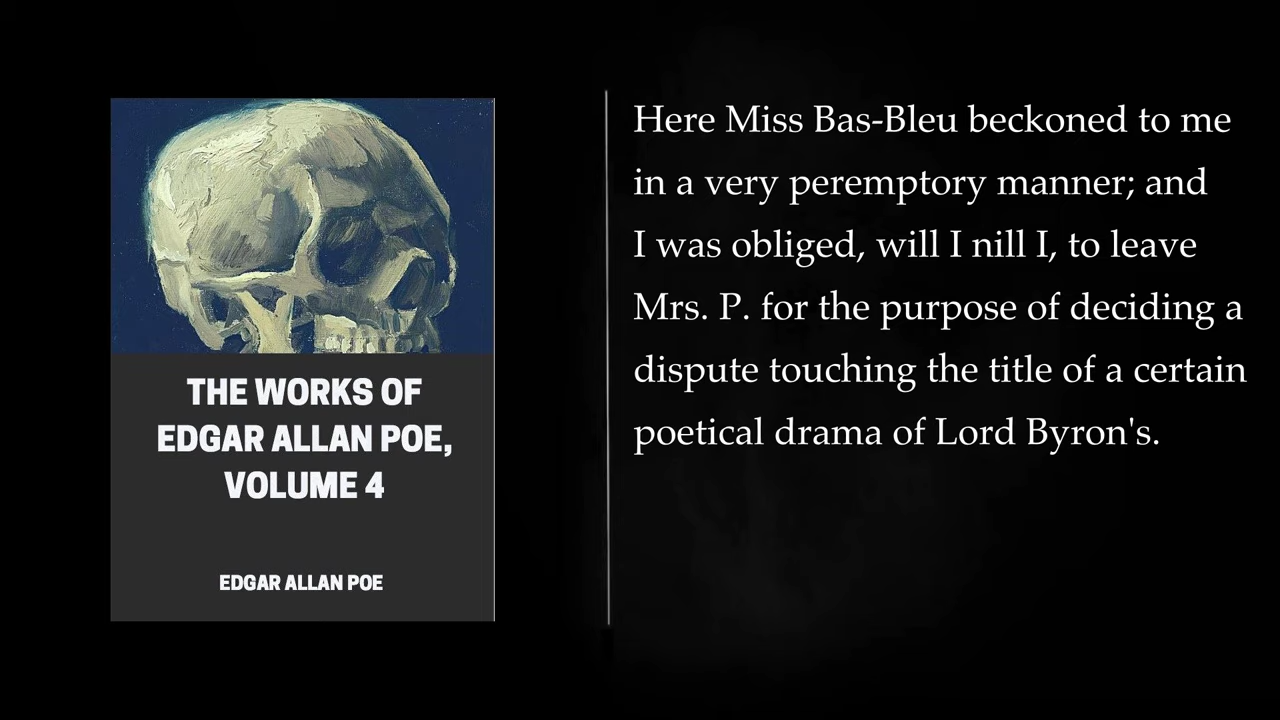 THE WORKS OF
EDGAR ALLAN POE,
VOLUME 4
EDGAR ALLAN POE
Here Miss Bas-Bleu beckoned to me
in a very peremptory manner; and
I was obliged, will I nill I, to leave
Mrs. P. for the purpose of deciding a
dispute touching the title of a certain
poetical drama of Lord Byron's.